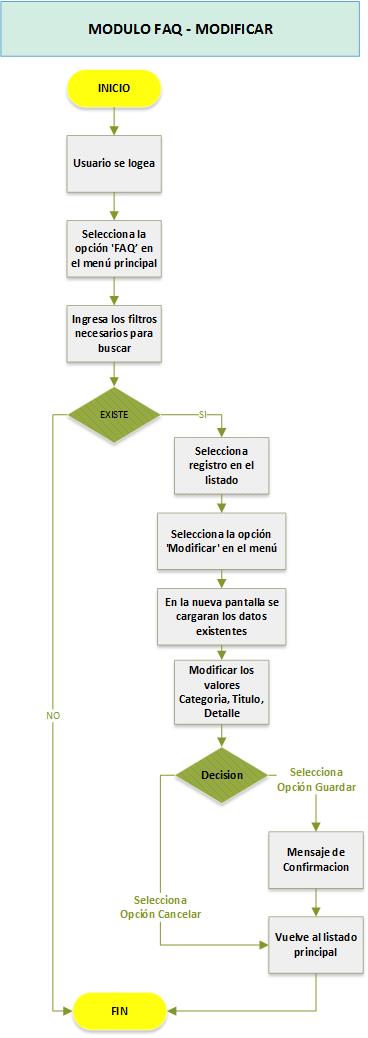 MODULO FAQ - MODIFICAR
INICIO
Usuario se logea
Selecciona la
opción 'FAQ' en
el menú principal
Ingresa los filtros
necesarios para
buscar
EXISTE
SI
Selecciona
registro en el
listado
Selecciona la opción
'Modificar' en el menú
En la nueva pantalla se
cargaran los datos
existentes
Modificar los
valores
Categoria, Titulo,
Detalle
NO
Decision
Selecciona
Opción Guardar
Mensaje de
Confirmacion
Selecciona
Opción Cancelar
Vuelve al listado
principal
FIN